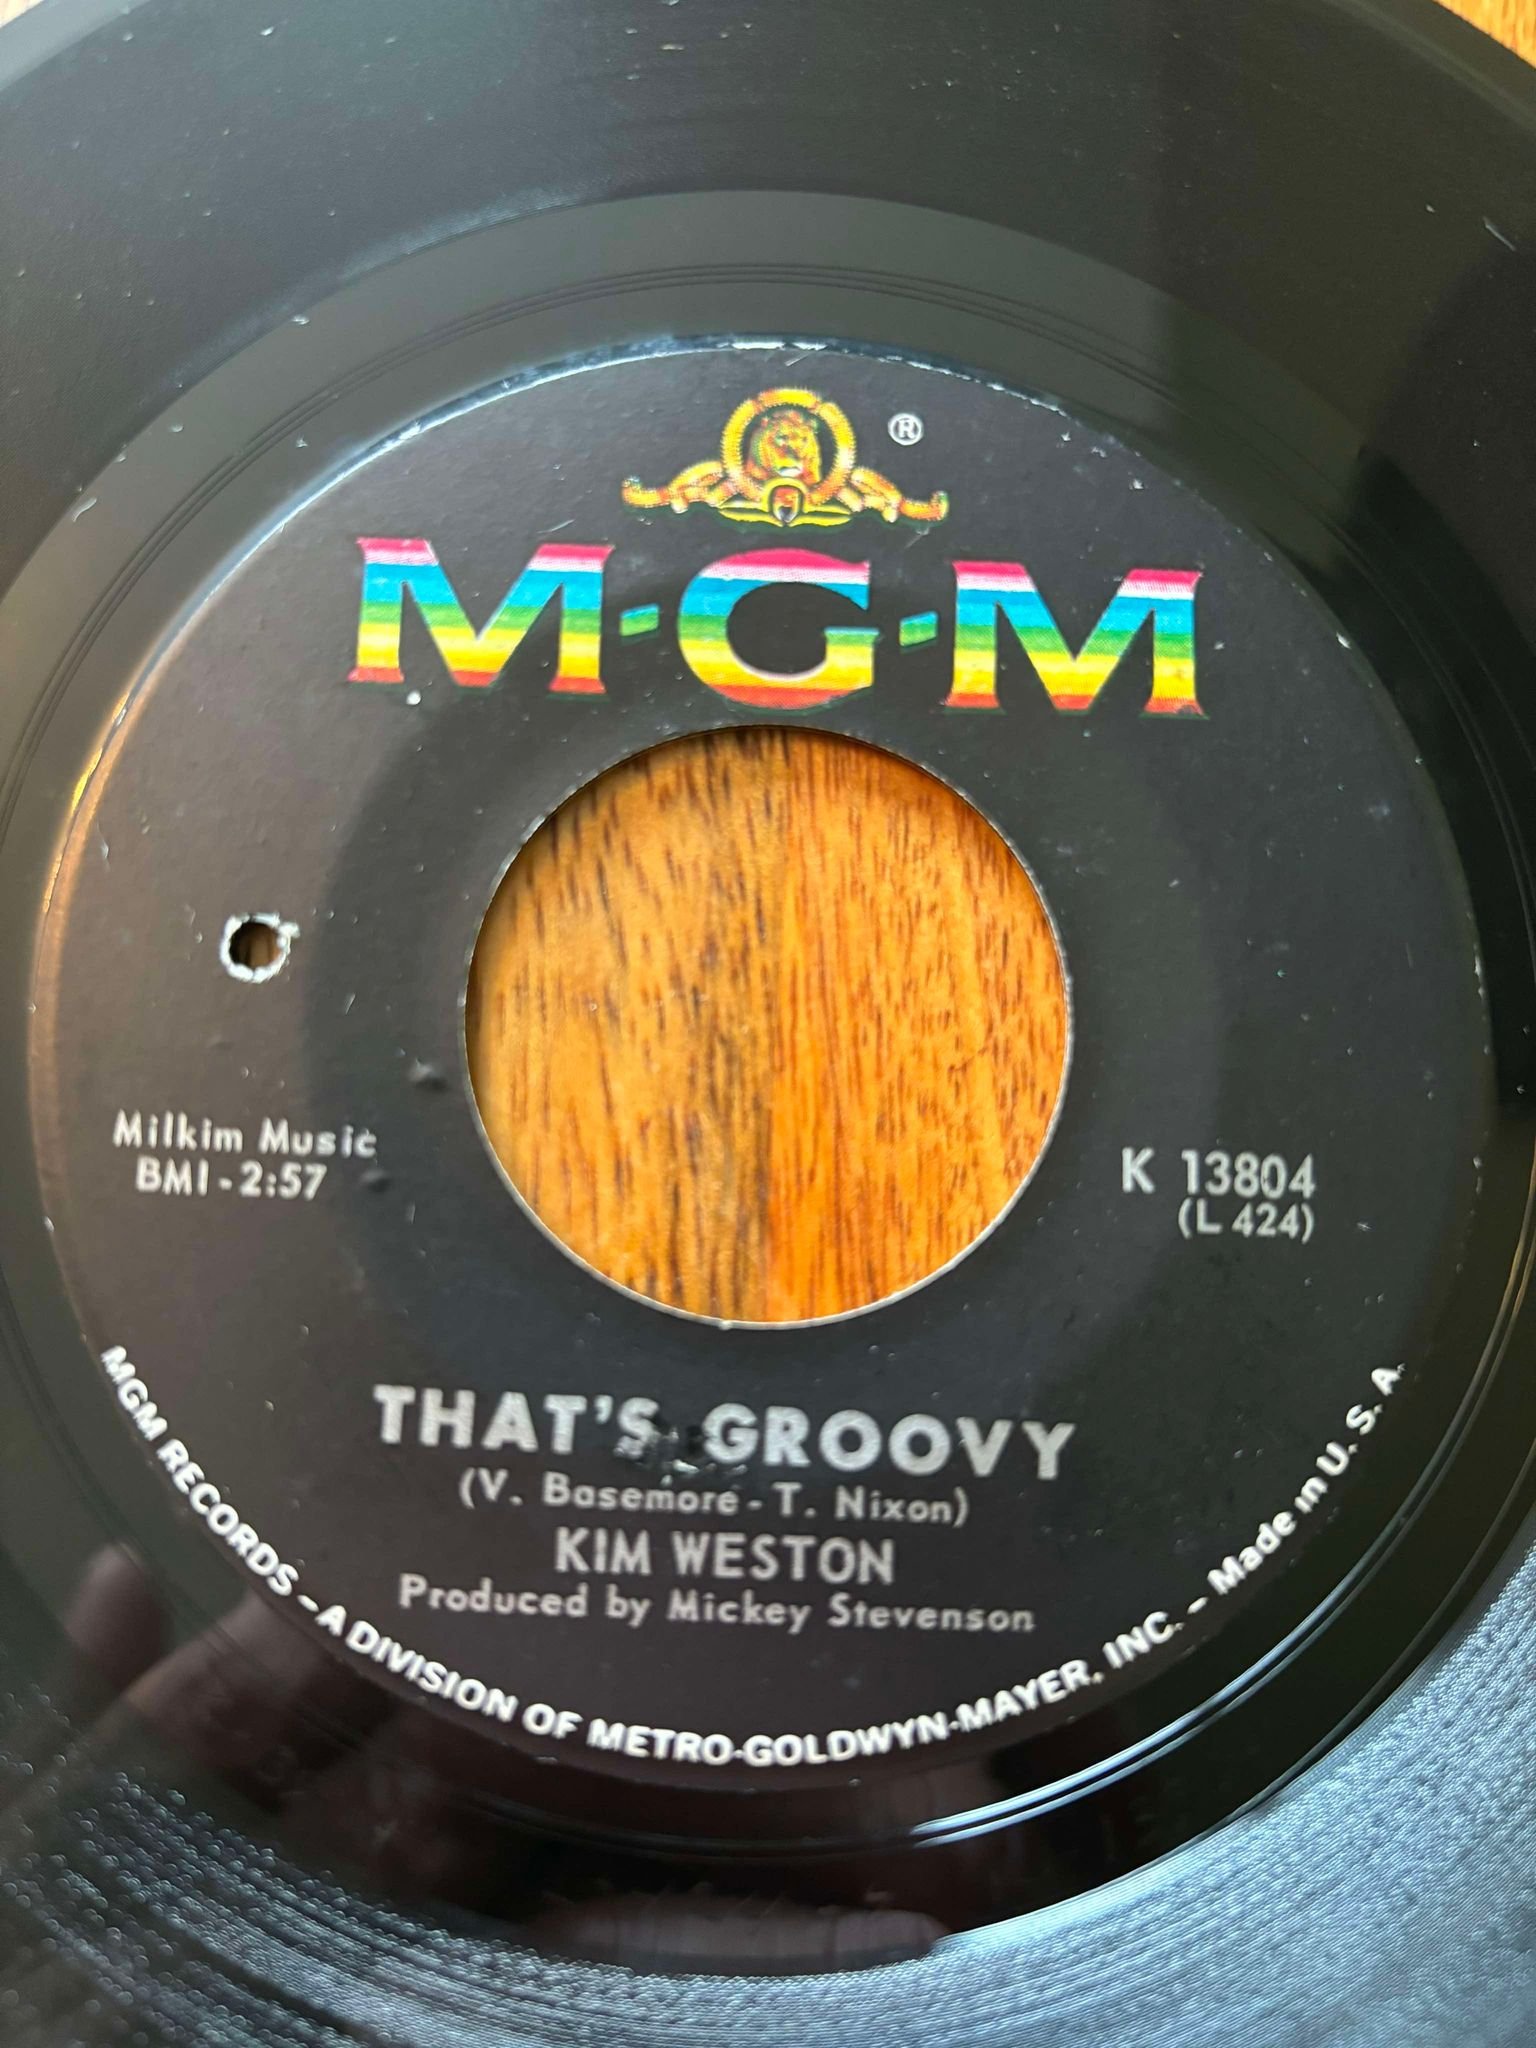 ®
M-G-M
Milkim Music
BMI - 2:57
K 13804
(L 424)
THAT'S GROOVY
(V. Basemore - T. Nixon)
KIM WESTON
Produced by Mickey Stevenson
MGM RECORDS - A DIVISION OF METRO-GOLDWYN-MAYER, INC. - Made in U. S. A.